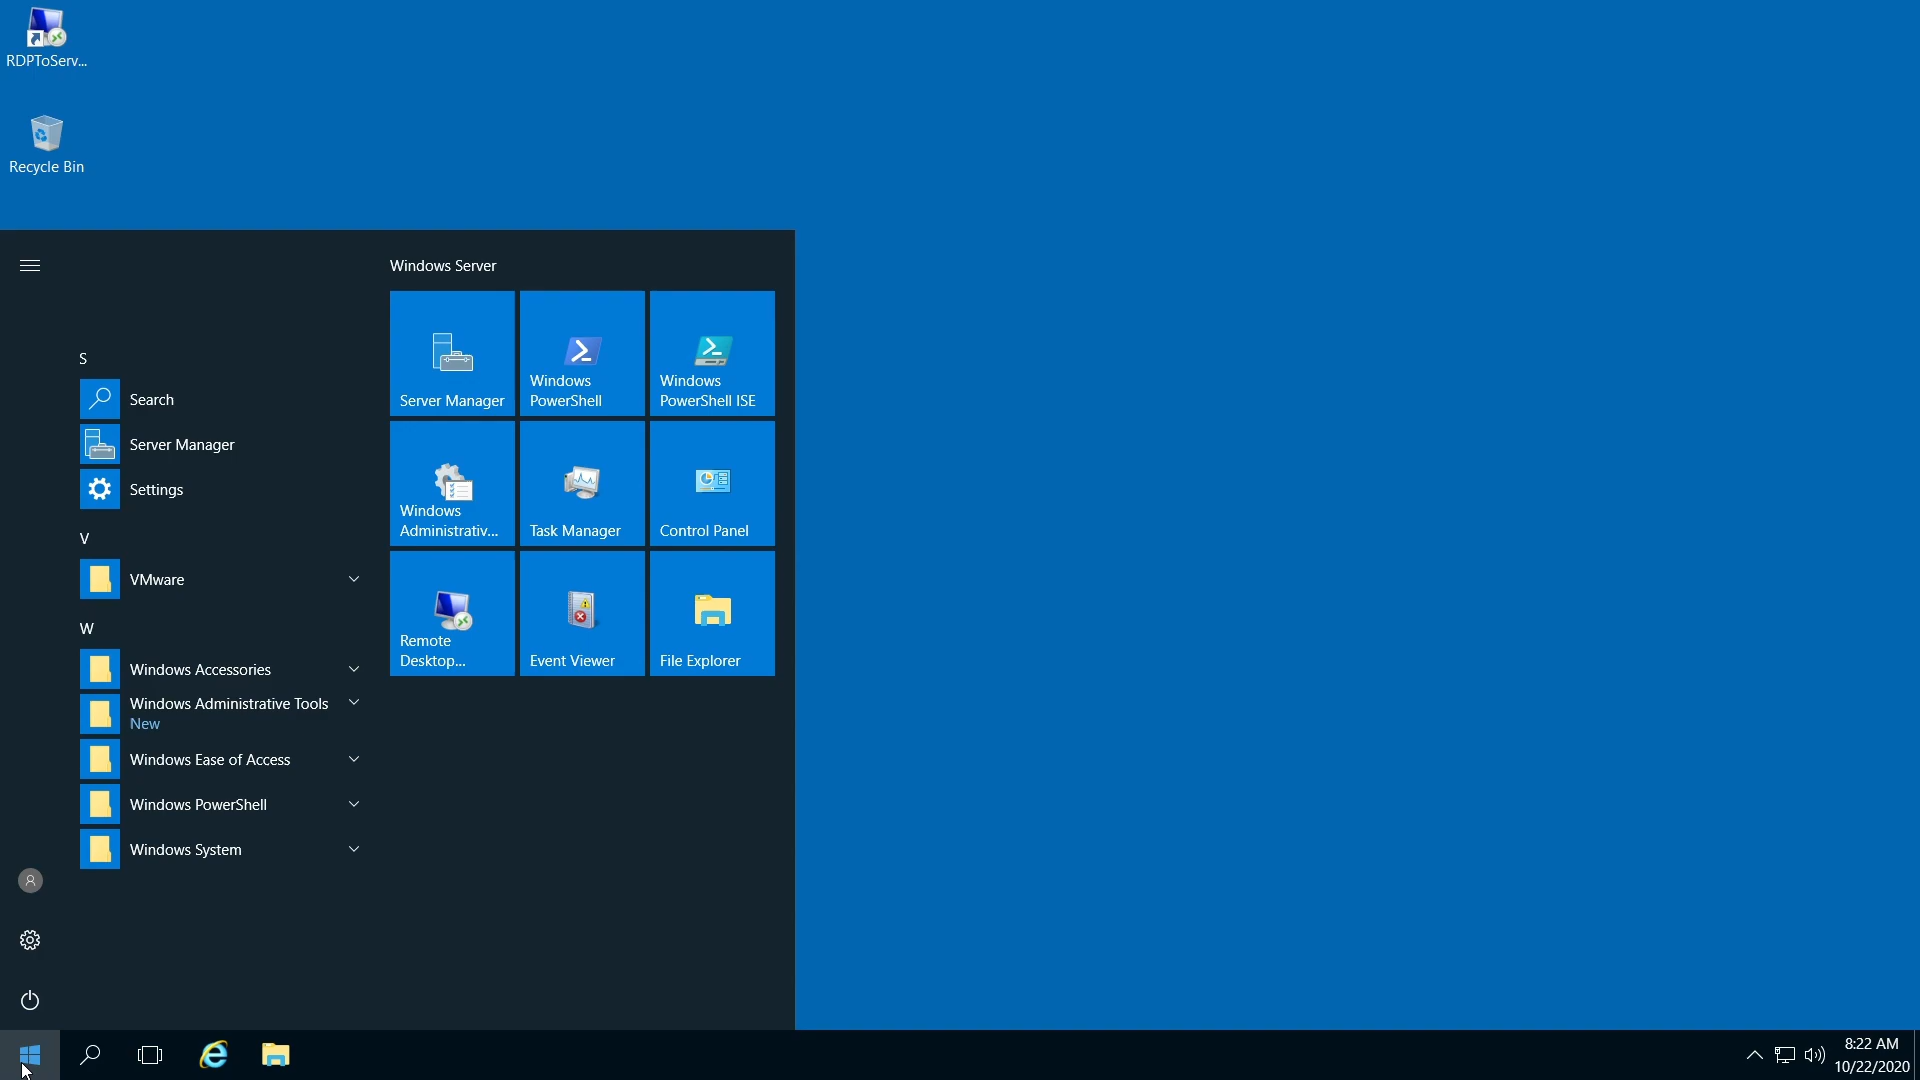 RDPToServ...
Recycle Bin
Windows Server
S
Search
Server Manager
Settings
V
VMware
W
Windows Accessories
Windows Administrative Tools
New
Windows Ease of Access
Windows PowerShell
Windows System
Server Manager
Windows
PowerShell
Windows
PowerShell ISE
Windows
Administrativ...
Task Manager
Control Panel
Remote
Desktop...
Event Viewer
File Explorer
8:22 AM
10/22/2020